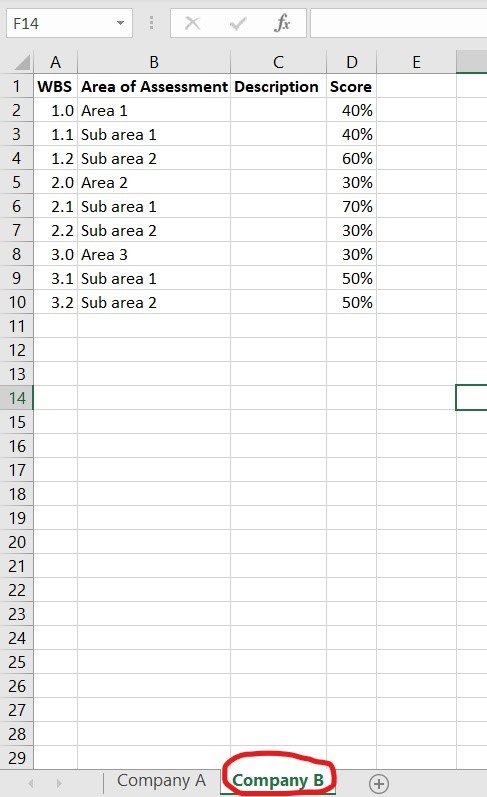 F14 fx
A B C D E
1 WBS Area of Assessment Description Score
2 1.0 Area 1 40%
3 1.1 Sub area 1 40%
4 1.2 Sub area 2 60%
5 2.0 Area 2 30%
6 2.1 Sub area 1 70%
7 2.2 Sub area 2 30%
8 3.0 Area 3 30%
9 3.1 Sub area 1 50%
10 3.2 Sub area 2 50%
11
12
13
14
15
16
17
18
19
20
21
22
23
24
25
26
27
28
29
Company A Company B